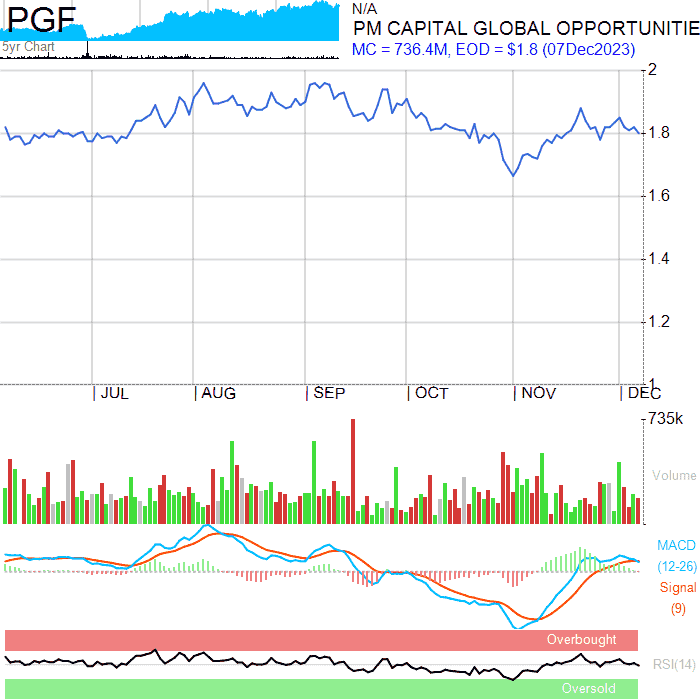 PGF
5yr Chart
N/A
PM CAPITAL GLOBAL OPPORTUNITIE
MC = 736.4M, EOD = $1.8 (07Dec2023)
2
1.8
1.6
1.4
1.2
1
JUL AUG SEP OCT NOV DEC
735k
Volume
MACD
(12-26)
Signal
(9)
Overbought
RSI(14)
Oversold